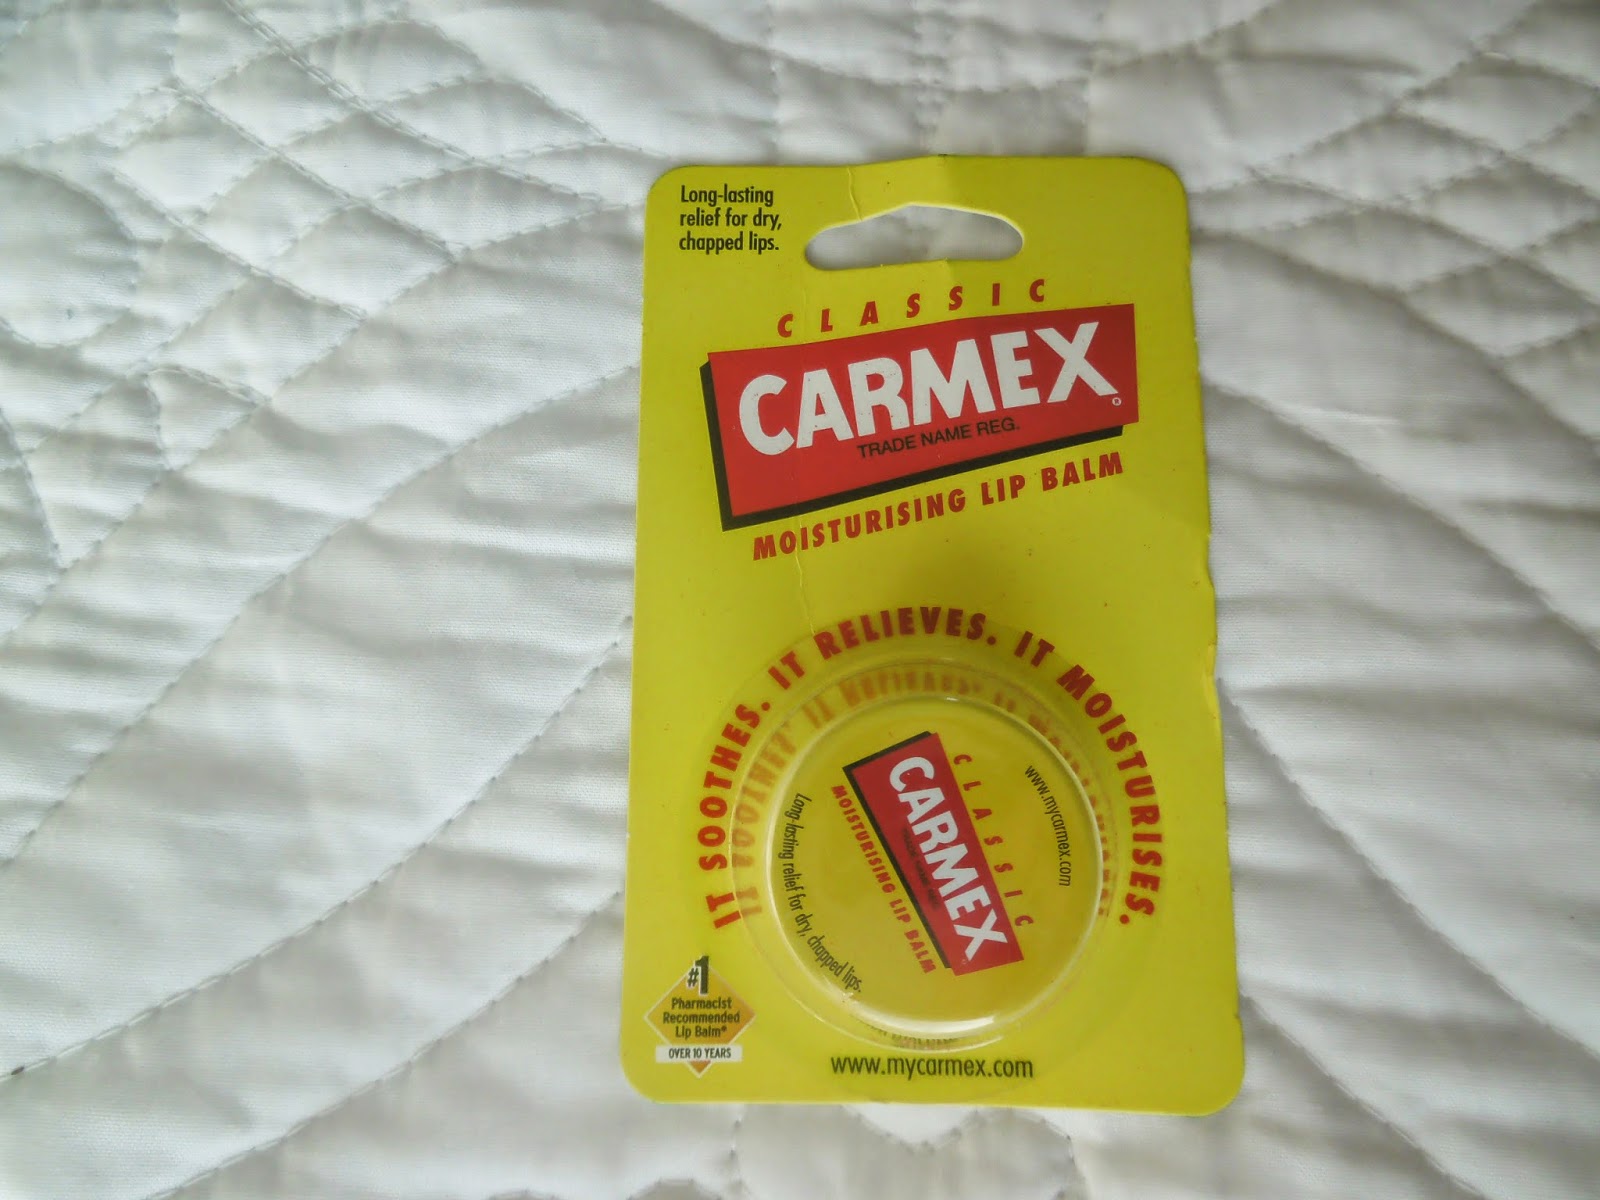 Long-lasting
relief for dry,
chapped lips.
CLASSIC
CARMEX®
TRADE NAME REG.
MOISTURISING LIP BALM
IT SOOTHES. IT RELIEVES. IT MOISTURISES.
www.mycarmex.com
CLASSIC
CARMEX
MOISTURISING LIP BALM
Long-lasting relief for dry, chapped lips.
#1
Pharmacist
Recommended
Lip Balm*
OVER 10 YEARS
www.mycarmex.com